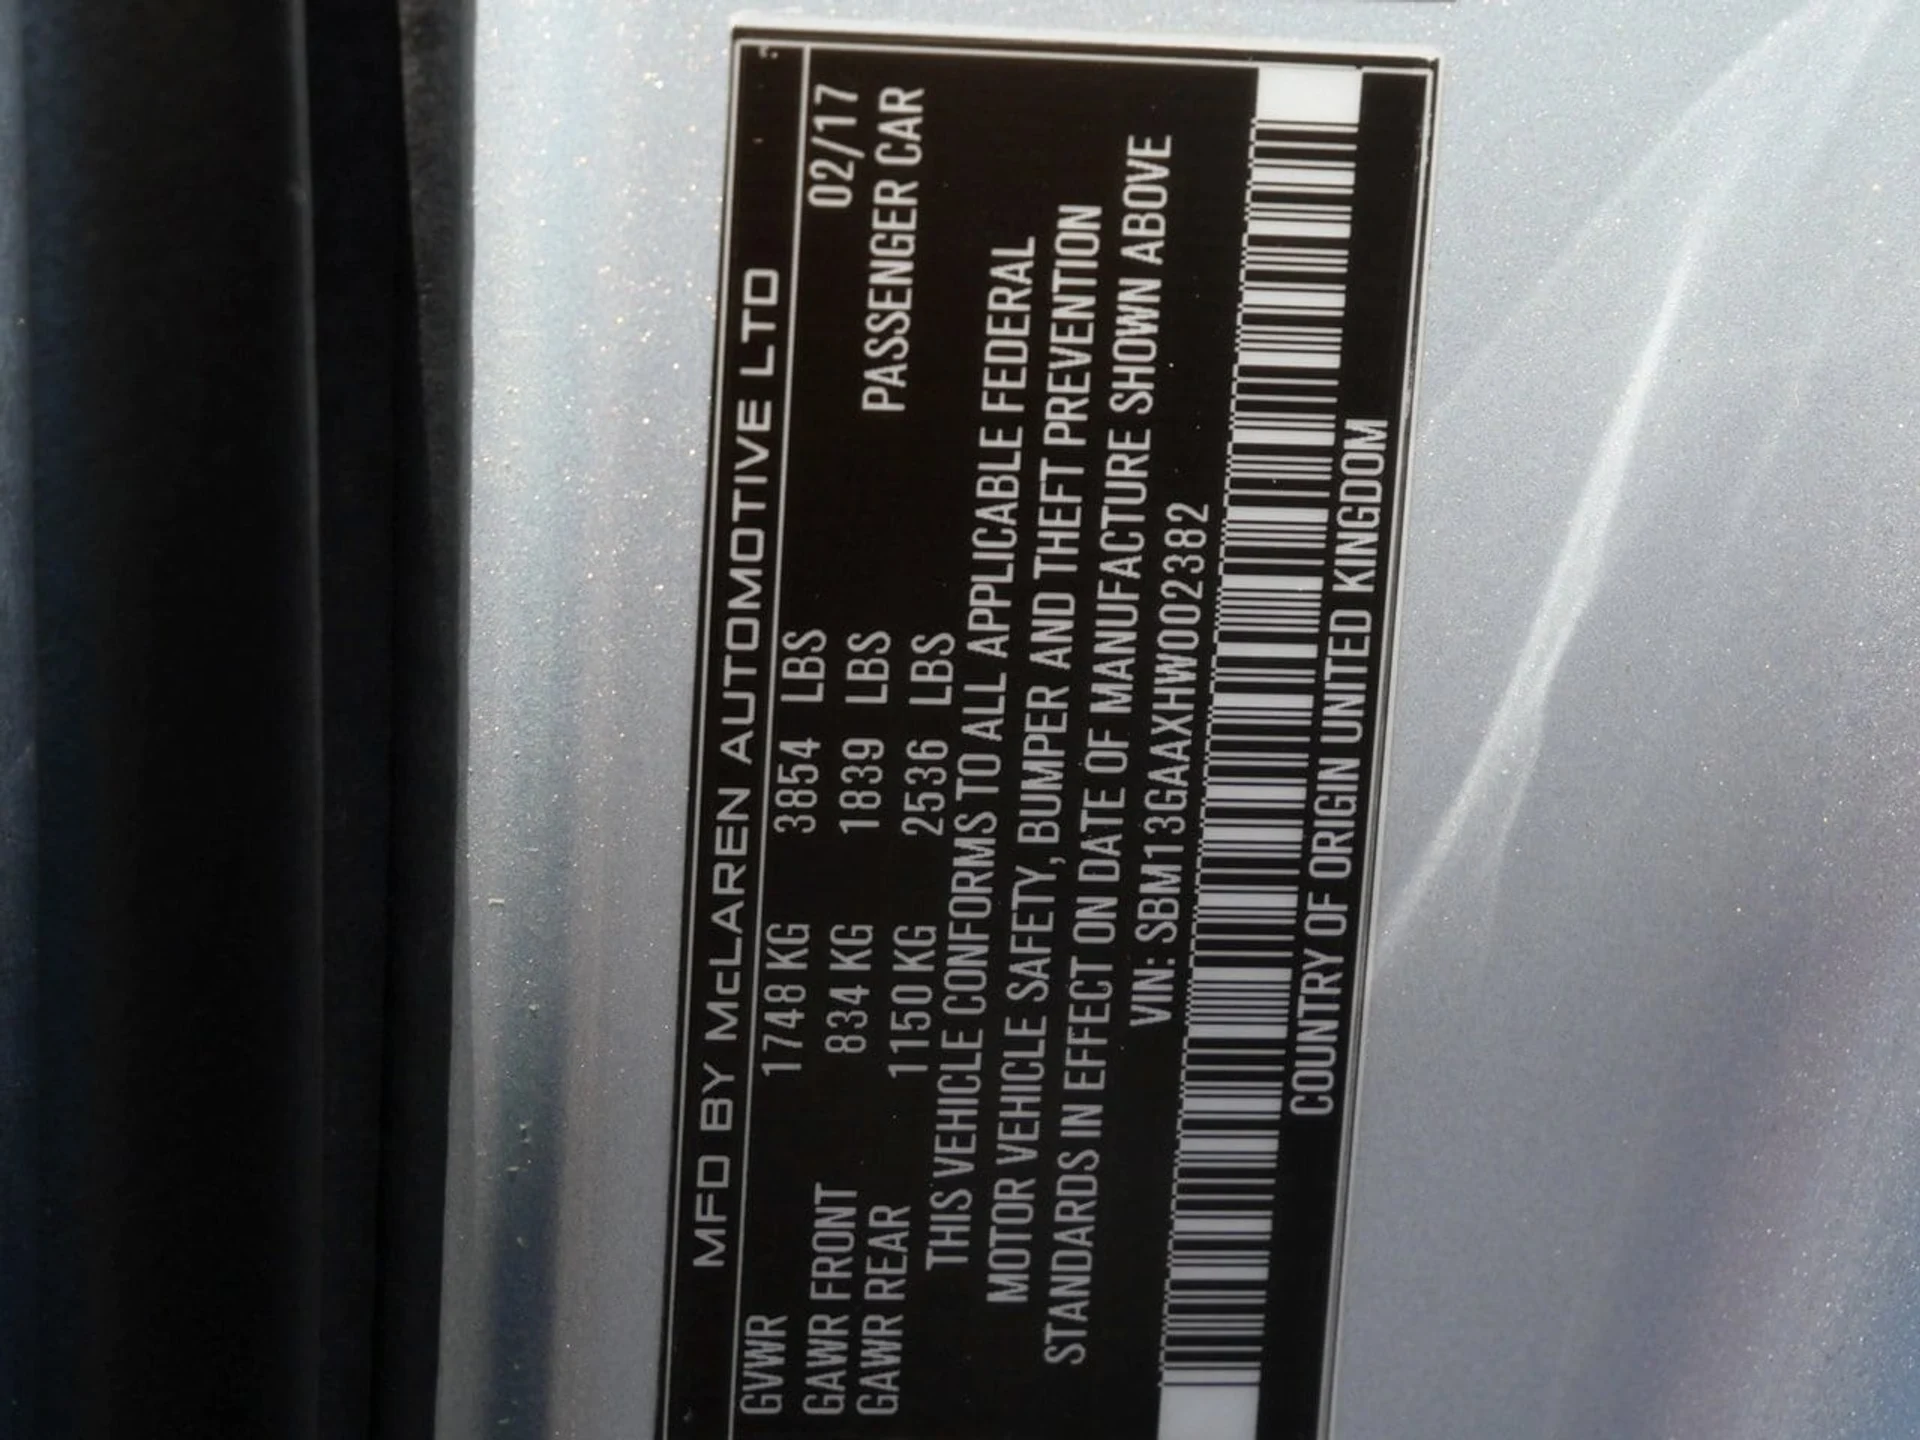 MFD BY McLAREN AUTOMOTIVE LTD
GVWR 1748 KG 3854 LBS 02/17
GAWR FRONT 834 KG 1839 LBS PASSENGER CAR
GAWR REAR 1150 KG 2536 LBS
THIS VEHICLE CONFORMS TO ALL APPLICABLE FEDERAL
MOTOR VEHICLE SAFETY, BUMPER AND THEFT PREVENTION
STANDARDS IN EFFECT ON DATE OF MANUFACTURE SHOWN ABOVE
VIN: SBM13GAAXHW002382
COUNTRY OF ORIGIN UNITED KINGDOM